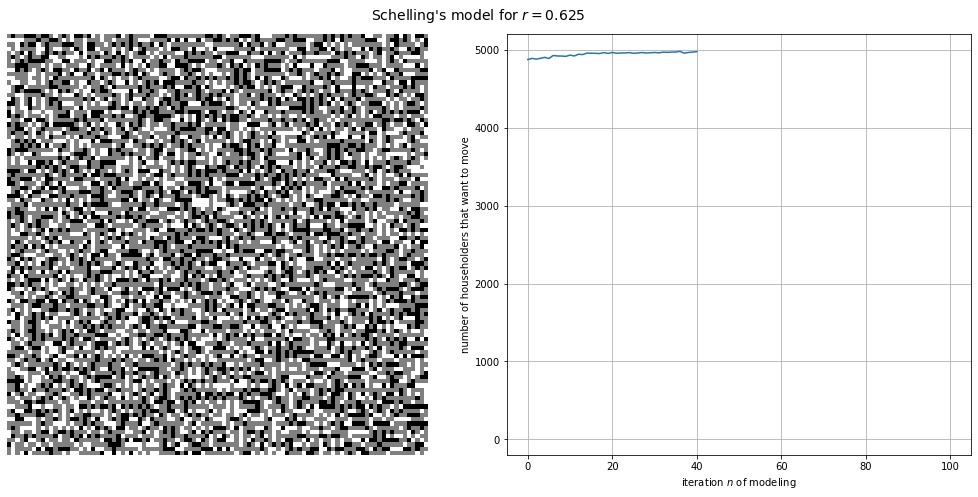 Schelling's model for r = 0.625
number of householders that want to move
5000
4000
3000
2000
1000
0
0 20 40 60 80 100
iteration n of modeling